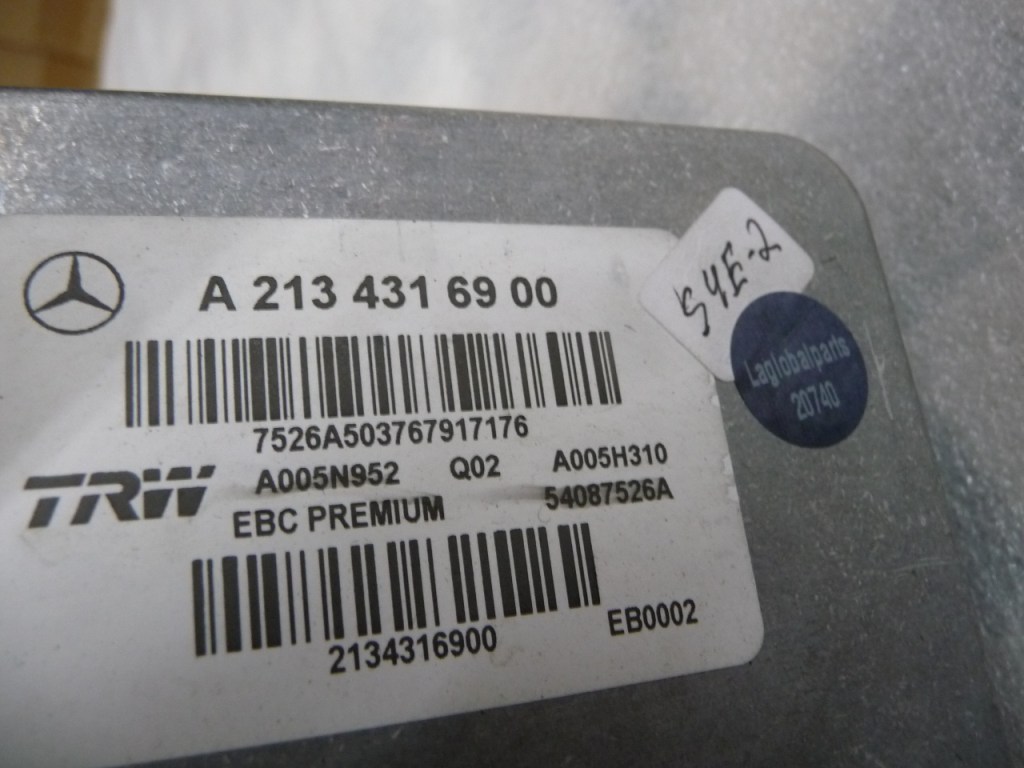 A 213 431 69 00
7526A503767917176
TRW
A005N952 Q02 A005H310
EBC PREMIUM 54087526A
2134316900
EB0002
S4E-2
Laglobalparts
20740